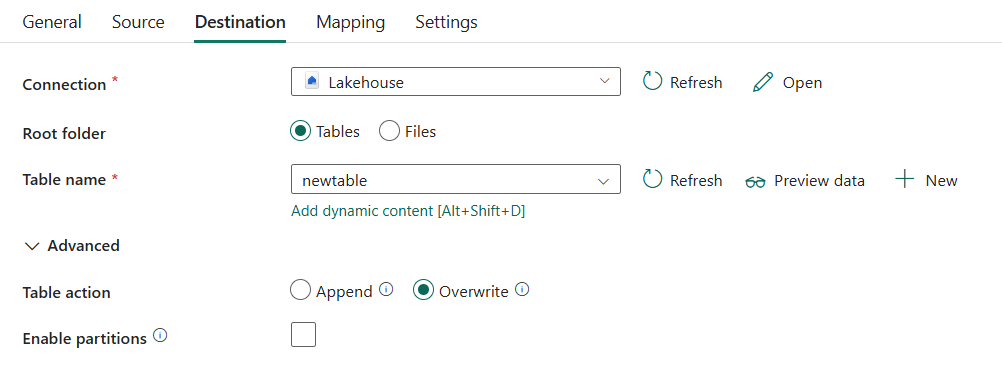 General Source Destination Mapping Settings
Connection * Lakehouse Refresh Open
Root folder Tables Files
Table name * newtable Refresh Preview data New
Add dynamic content [Alt+Shift+D]
Advanced
Table action Append Overwrite
Enable partitions